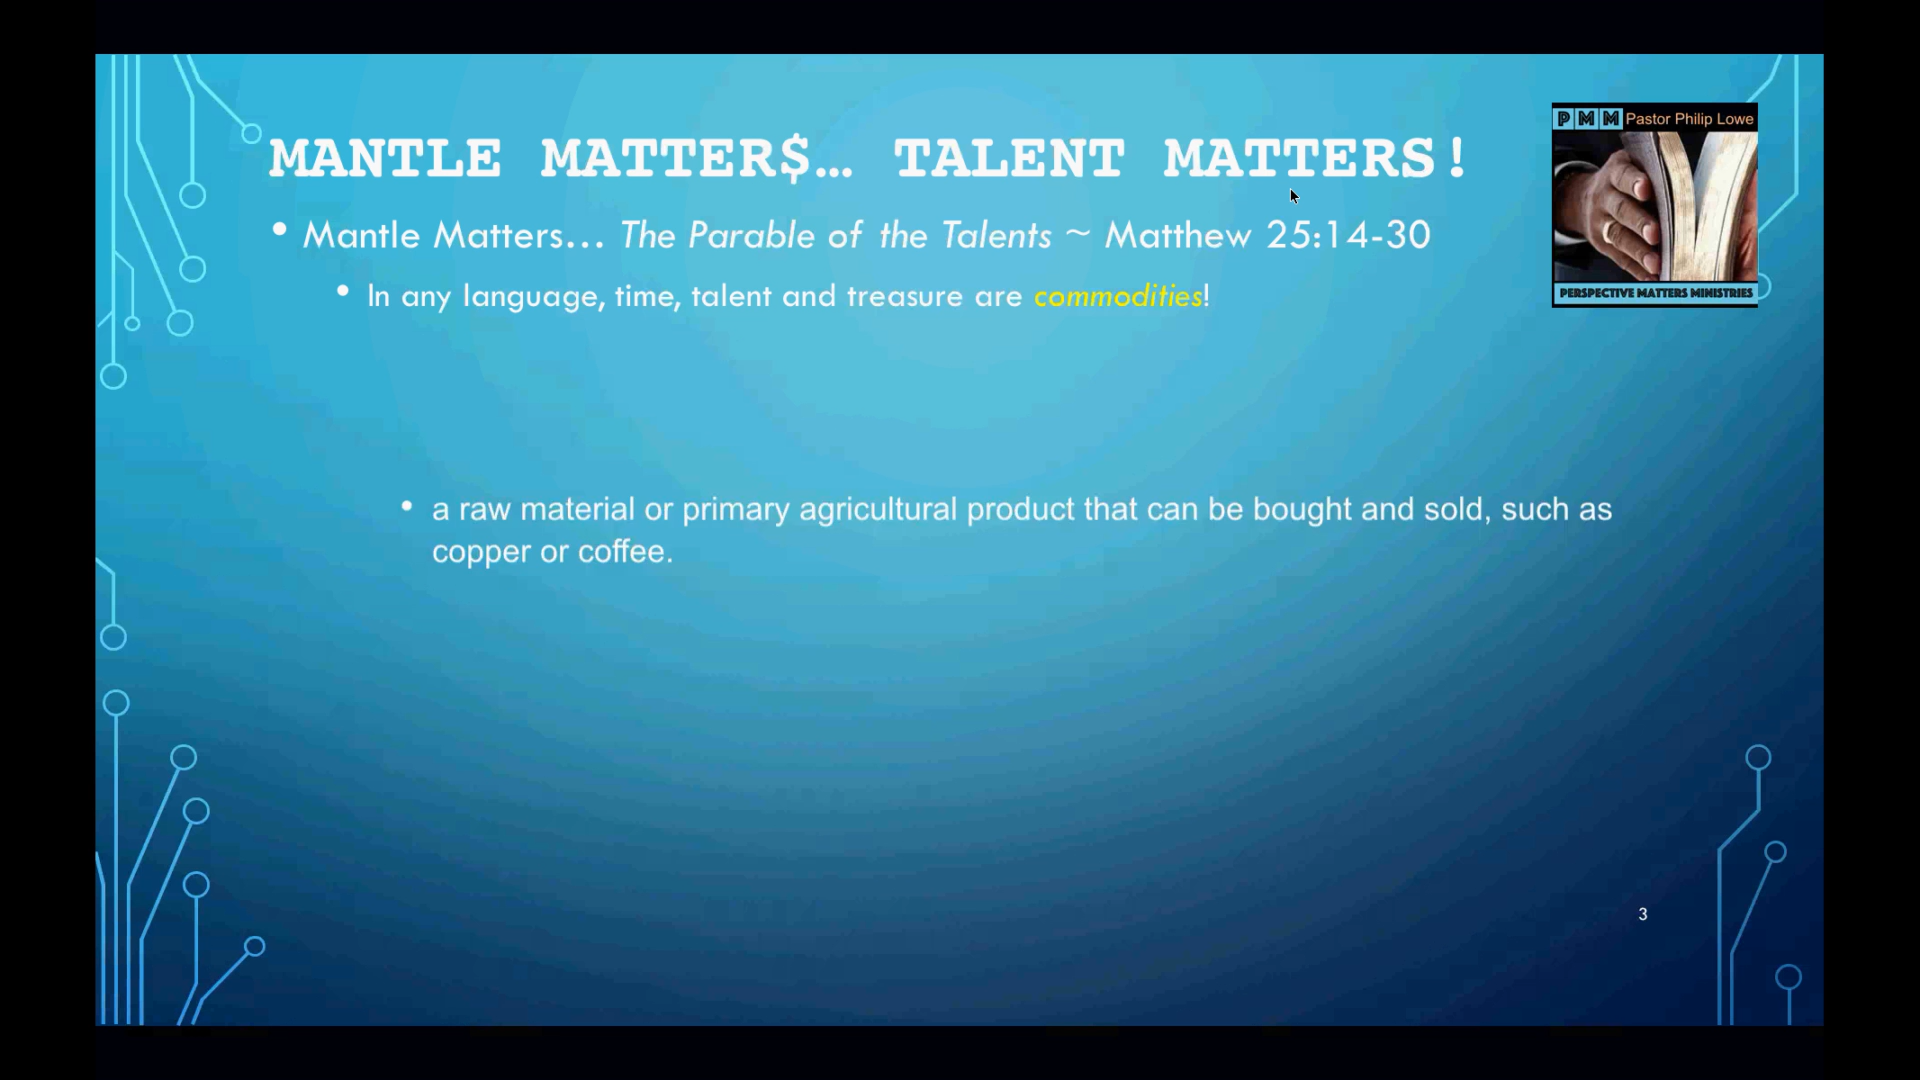 MANTLE MATTER$... TALENT MATTERS!
PMM Pastor Philip Lowe
• Mantle Matters... The Parable of the Talents ~ Matthew 25:14-30
• In any language, time, talent and treasure are commodities!
PERSPECTIVE MATTERS MINISTRIES
• a raw material or primary agricultural product that can be bought and sold, such as
copper or coffee.
3